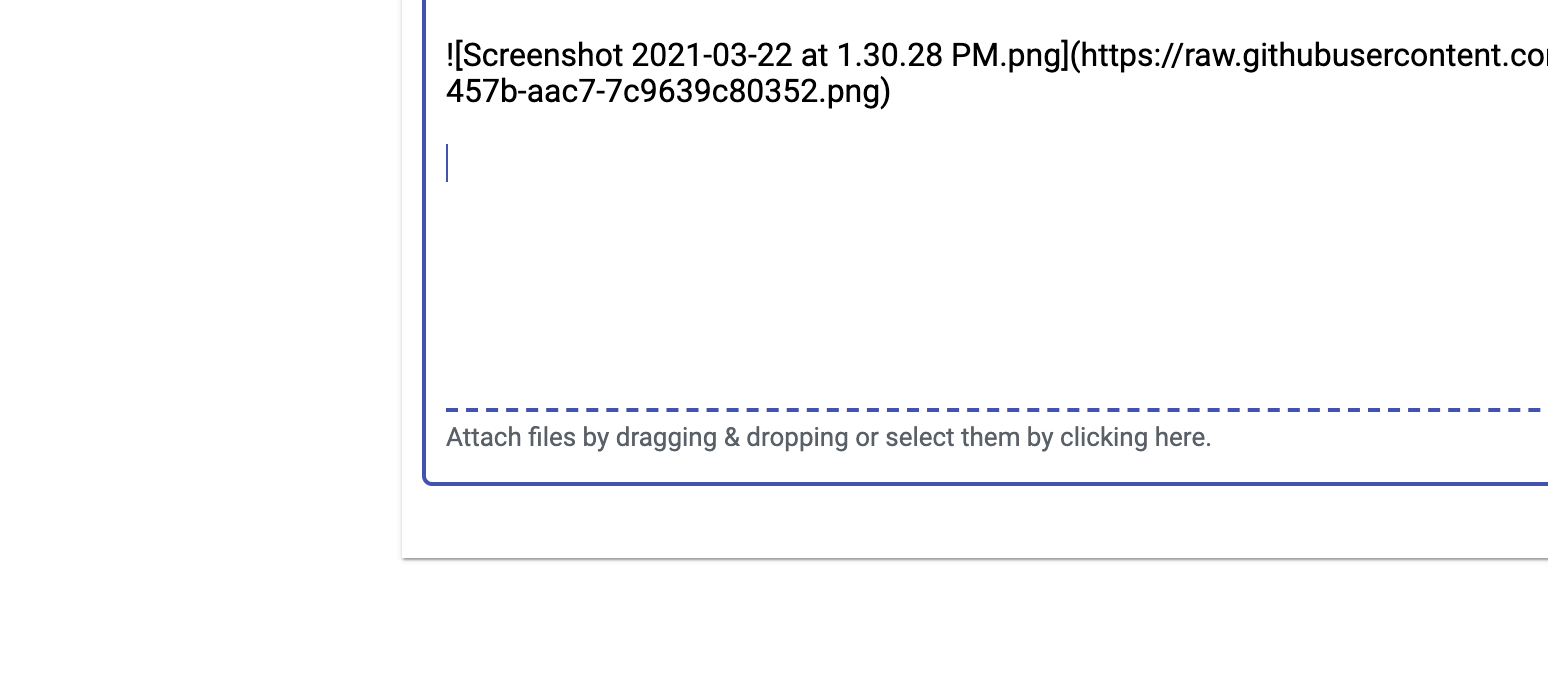 ![Screenshot 2021-03-22 at 1.30.28 PM.png](https://raw.githubusercontent.co
457b-aac7-7c9639c80352.png)
Attach files by dragging & dropping or select them by clicking here.